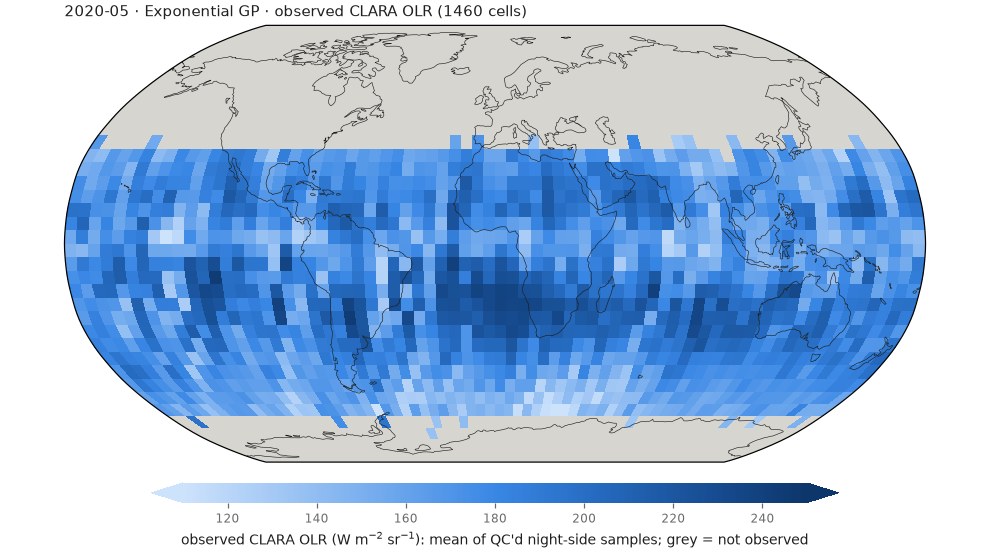 2020-05 · Exponential GP · observed CLARA OLR (1460 cells)
120 140 160 180 200 220 240
observed CLARA OLR (W m⁻² sr⁻¹): mean of QC'd night-side samples; grey = not observed